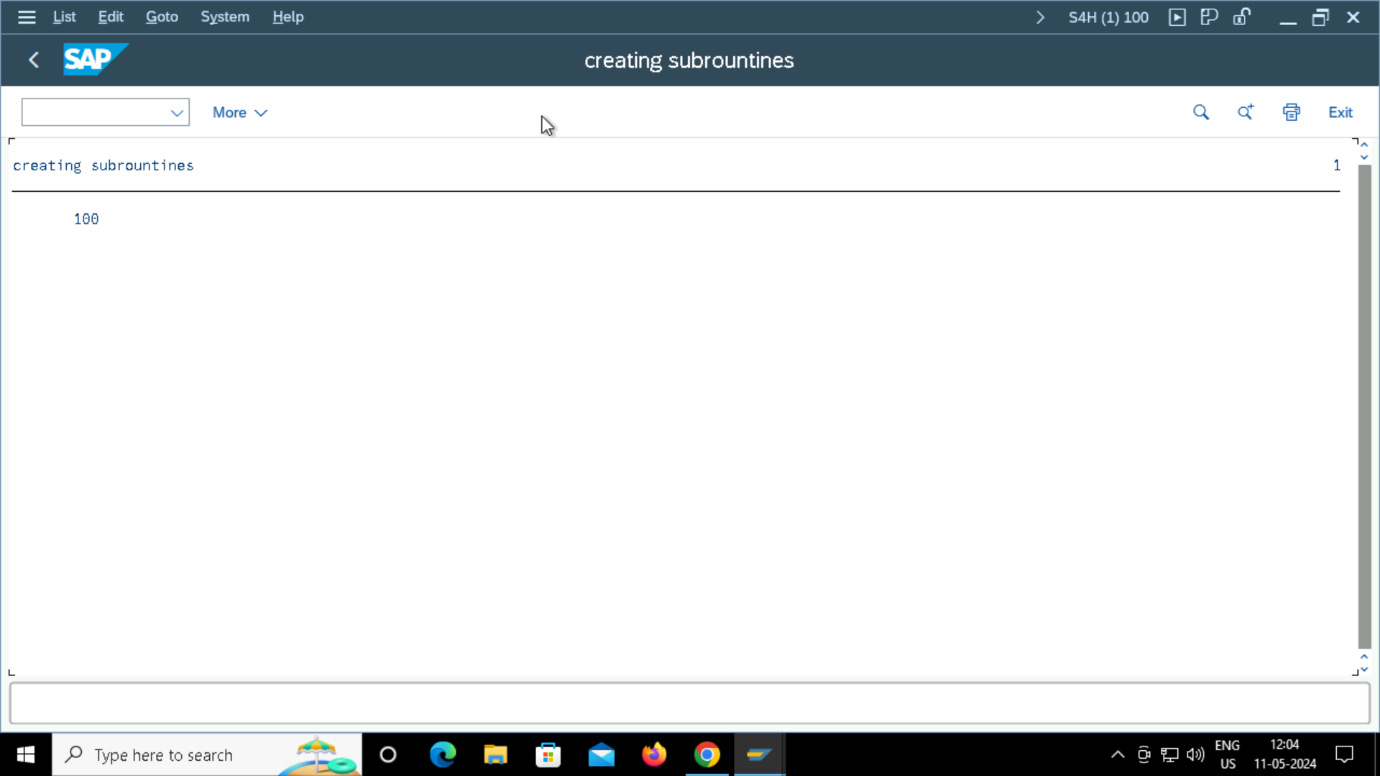 List Edit Goto System Help S4H (1) 100
SAP creating subrountines
More Exit
creating subrountines 1
100
Type here to search ENG 12:04
US 11-05-2024